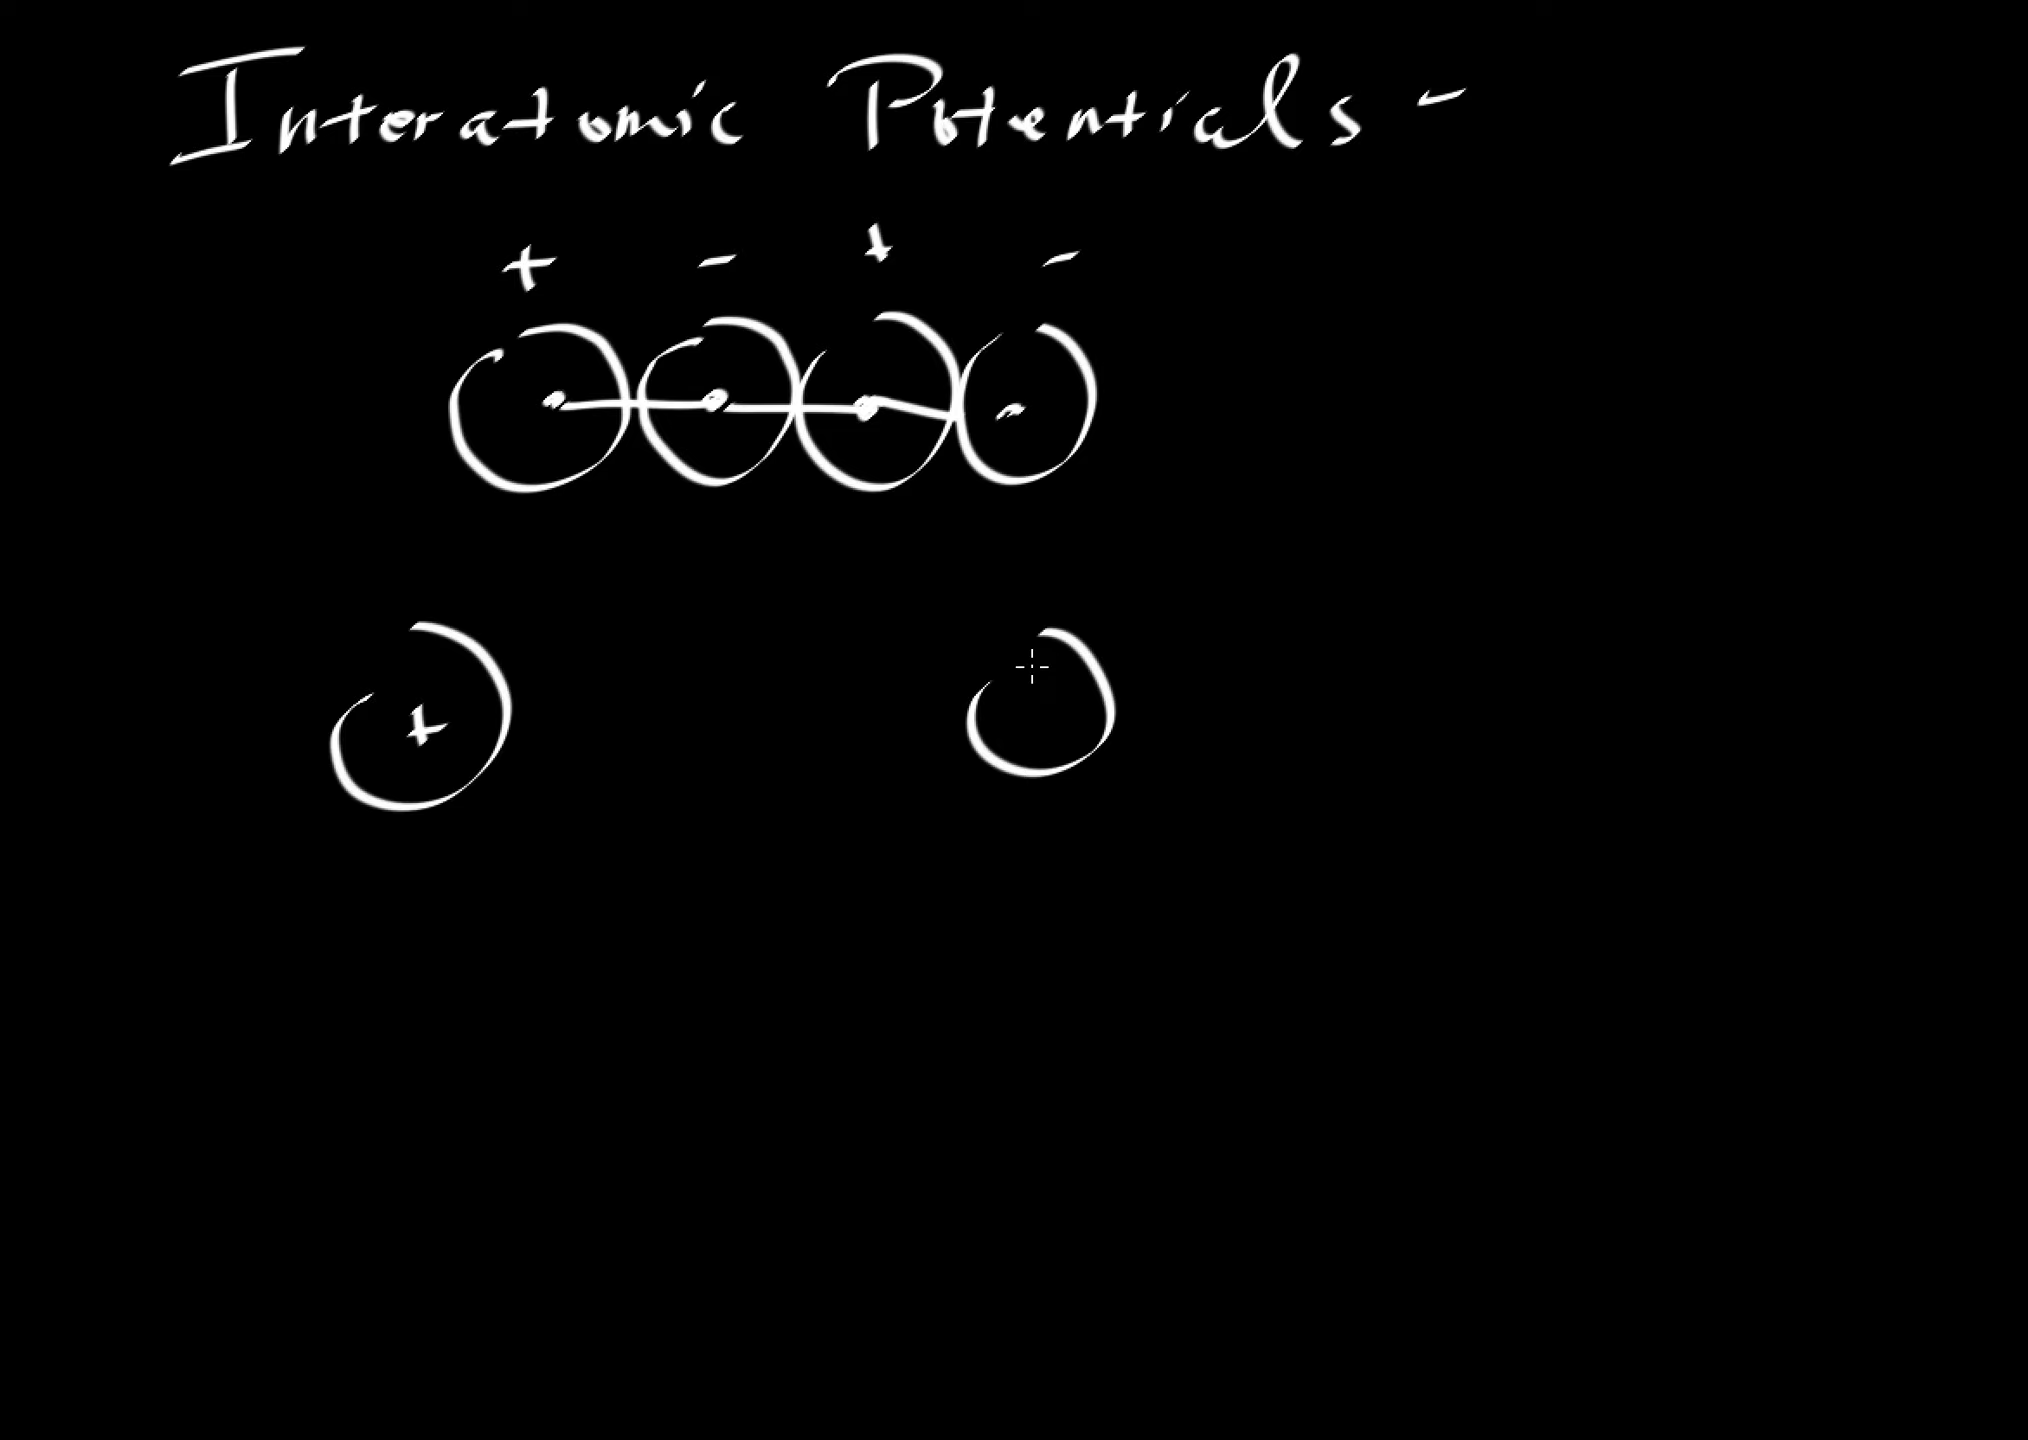 Interatomic Potentials -
+ - + -
+